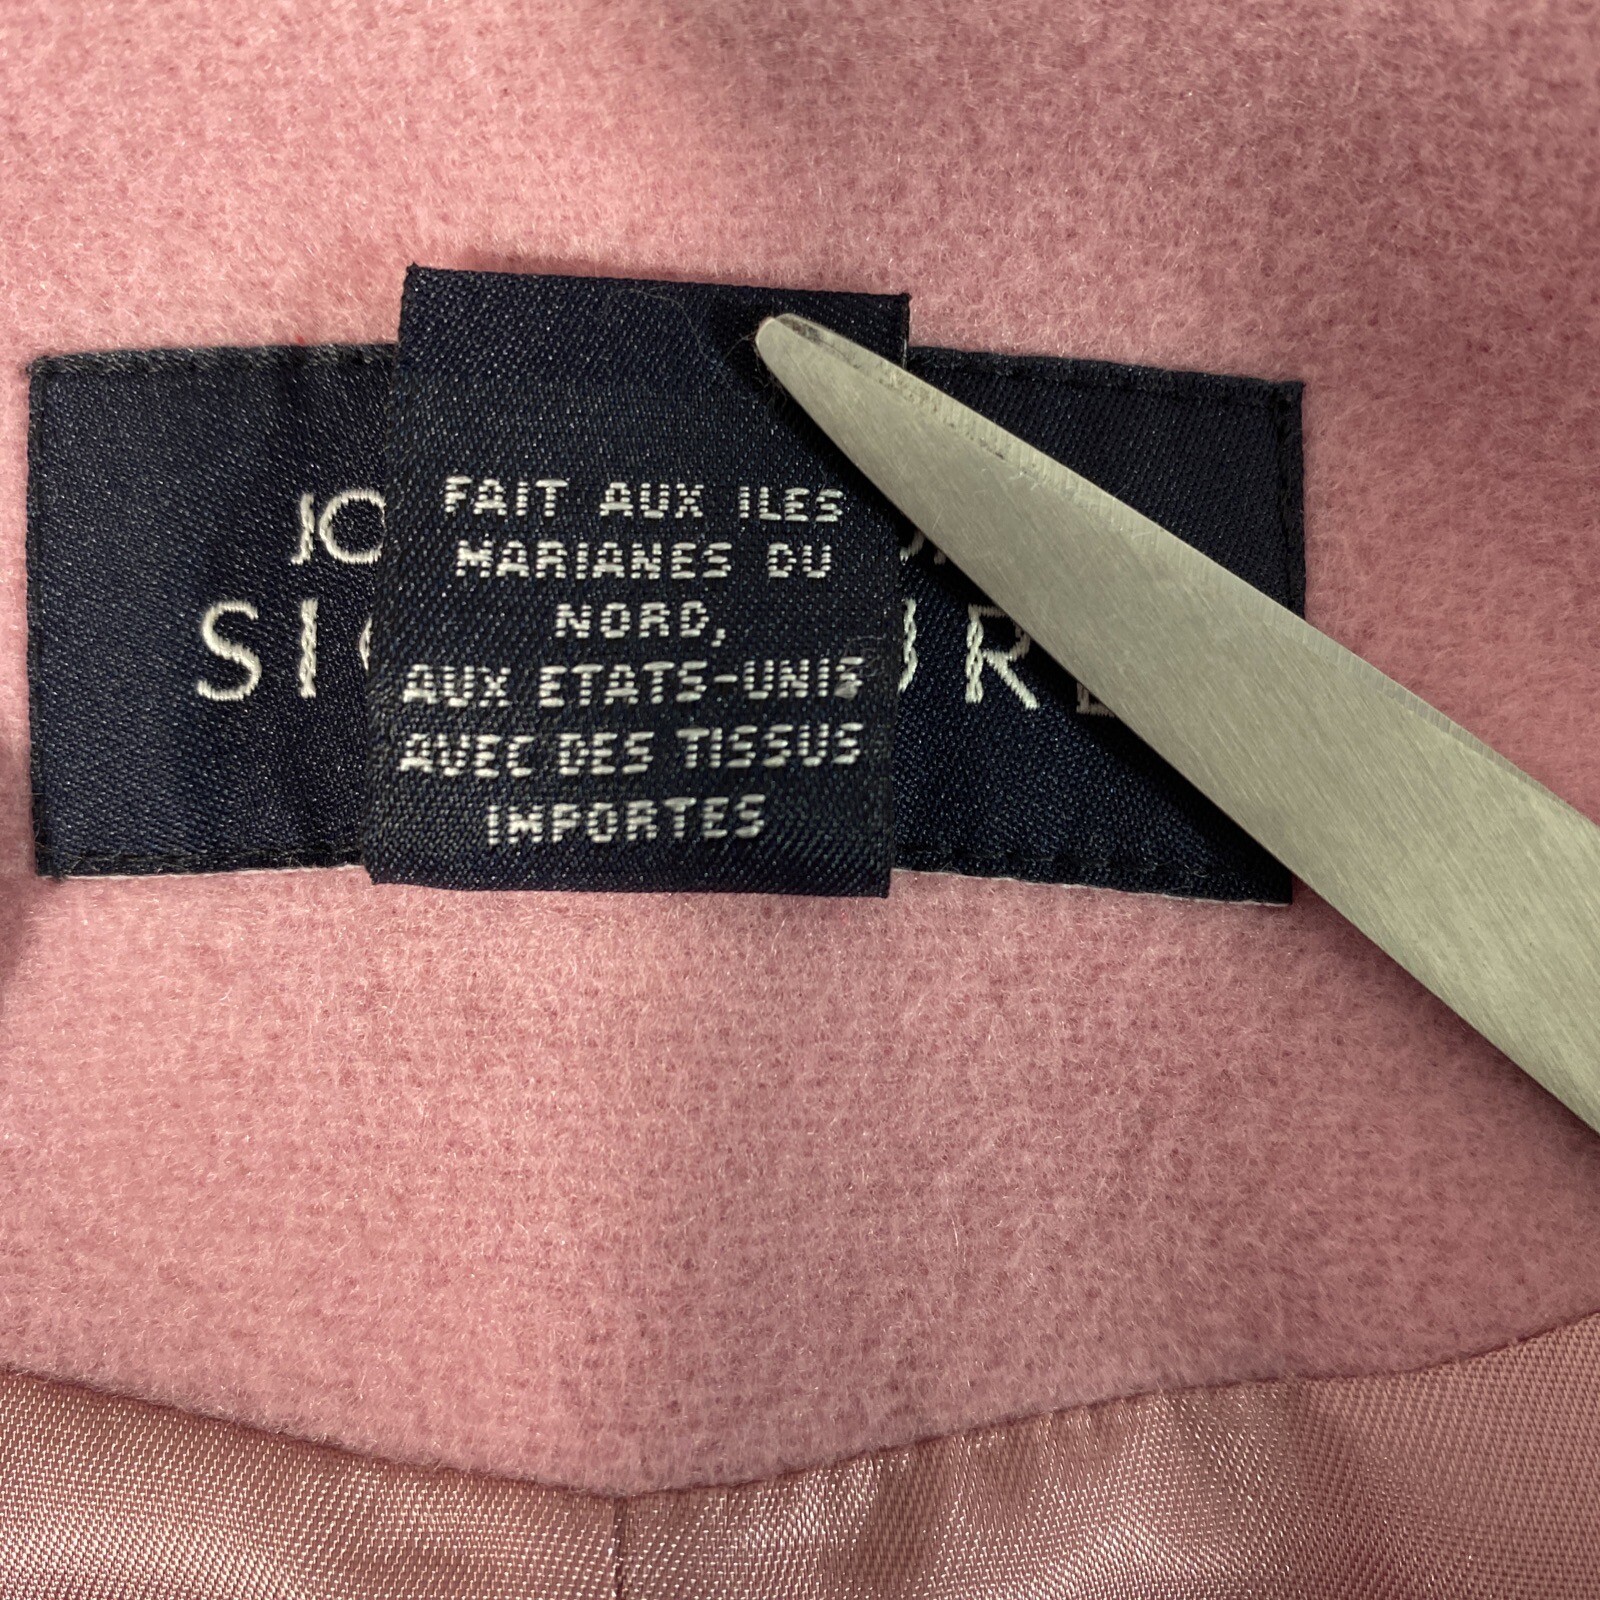 FAIT AUX ILES
MARIANES DU
NORD,
AUX ETATS-UNIS
AVEC DES TISSUS
IMPORTES